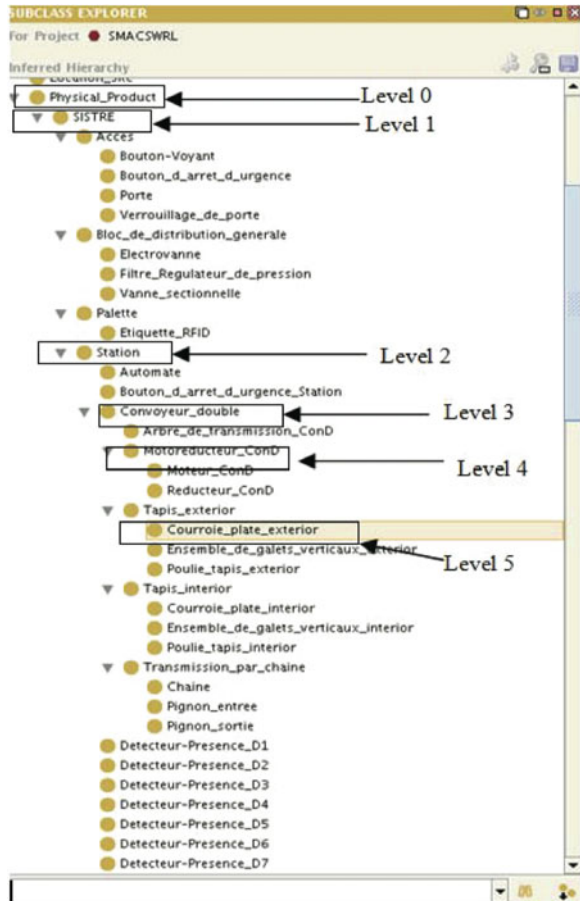 SUBCLASS EXPLORER
For Project SMACSWRL
Inferred Hierarchy
Physical_Product Level 0
SISTRE Level 1
Acces
Bouton-Voyant
Bouton_d_arret_d_urgence
Porte
Verrouillage_de_porte
Bloc_de_distribution_generale
Electrovanne
Filtre_Regulateur_de_pression
Vanne_sectionnelle
Palette
Etiquette_RFID
Station Level 2
Automate
Bouton_d_arret_d_urgence_Station
Convoyeur_double Level 3
Arbre_de_transmission_ConD
Motoreducteur_ConD Level 4
Moteur_ConD
Reducteur_ConD
Tapis_exterior
Courroie_plate_exterior
Ensemble_de_galets_verticaux_exterior
Poulie_tapis_exterior Level 5
Tapis_interior
Courroie_plate_interior
Ensemble_de_galets_verticaux_interior
Poulie_tapis_interior
Transmission_par_chaine
Chaine
Pignon_entree
Pignon_sortie
Detecteur-Presence_D1
Detecteur-Presence_D2
Detecteur-Presence_D3
Detecteur-Presence_D4
Detecteur-Presence_D5
Detecteur-Presence_D6
Detecteur-Presence_D7